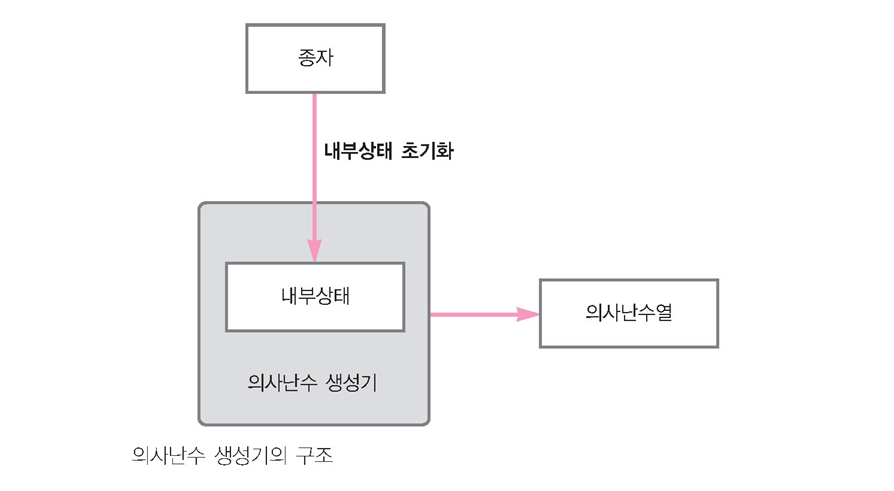 종자
내부상태 초기화
내부상태
의사난수열
의사난수 생성기
의사난수 생성기의 구조